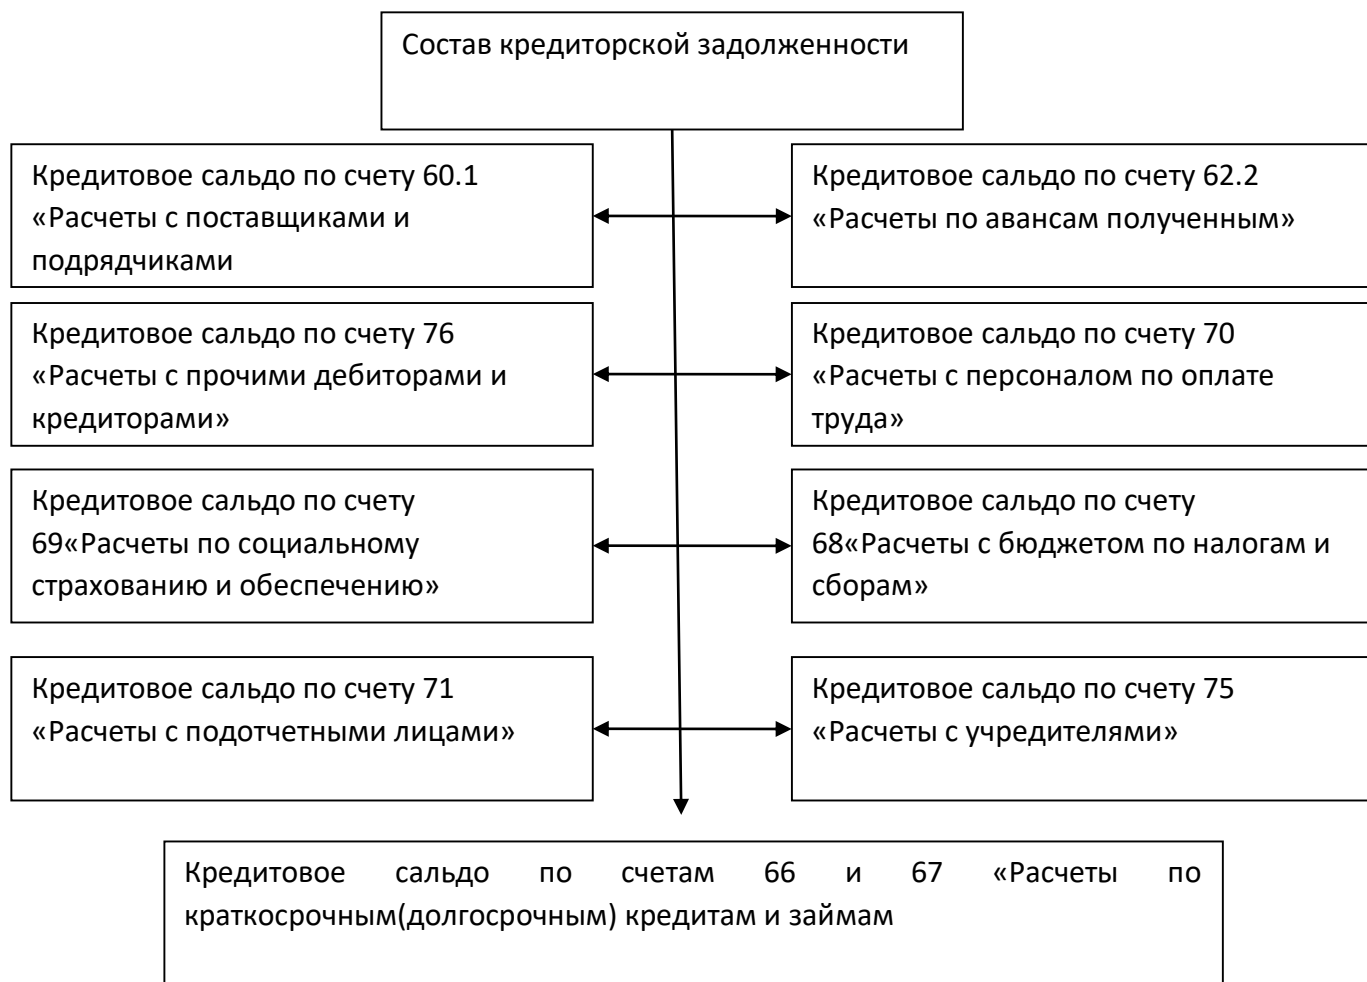 Состав кредиторской задолженности
Кредитовое сальдо по счету 60.1
«Расчеты с поставщиками и
подрядчиками
Кредитовое сальдо по счету 62.2
«Расчеты по авансам полученным»
Кредитовое сальдо по счету 76
«Расчеты с прочими дебиторами и
кредиторами»
Кредитовое сальдо по счету 70
«Расчеты с персоналом по оплате
труда»
Кредитовое сальдо по счету
69«Расчеты по социальному
страхованию и обеспечению»
Кредитовое сальдо по счету
68«Расчеты с бюджетом по налогам и
сборам»
Кредитовое сальдо по счету 71
«Расчеты с подотчетными лицами»
Кредитовое сальдо по счету 75
«Расчеты с учредителями»
Кредитовое сальдо по счетам 66 и 67 «Расчеты по
краткосрочным(долгосрочным) кредитам и займам